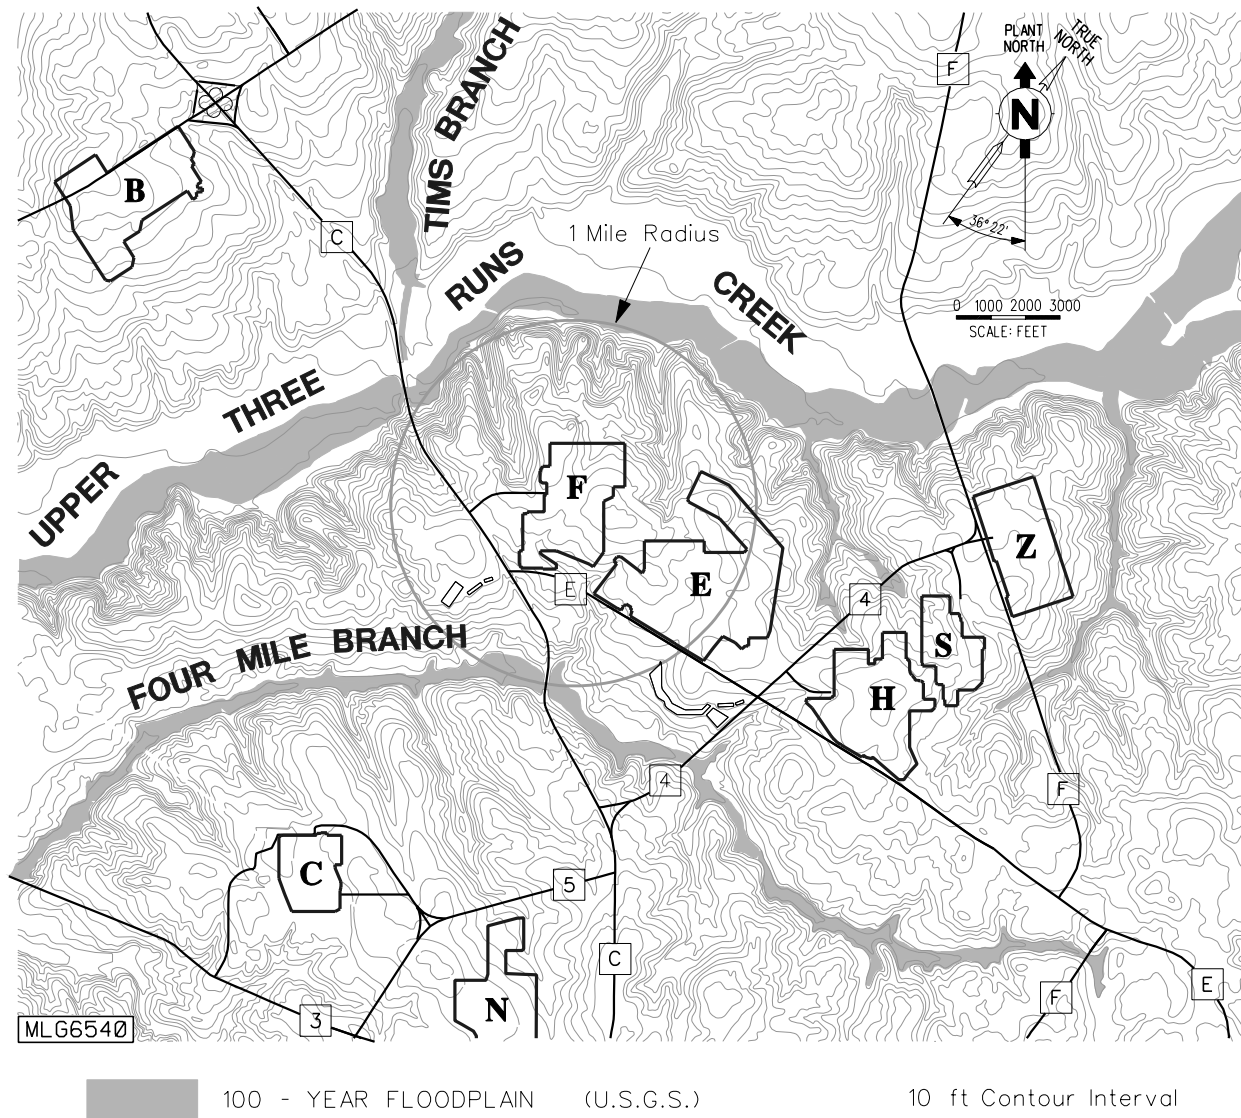 PLANT
NORTH
TRUE
NORTH
N
36° 22'
F
TIMS BRANCH
B
C
1 Mile Radius
UPPER THREE RUNS CREEK
0 1000 2000 3000
SCALE: FEET
F
E
E
Z
4
S
H
FOUR MILE BRANCH
4
F
C
5
C
N
F
E
3
MLG6540
100 - YEAR FLOODPLAIN (U.S.G.S.)
10 ft Contour Interval